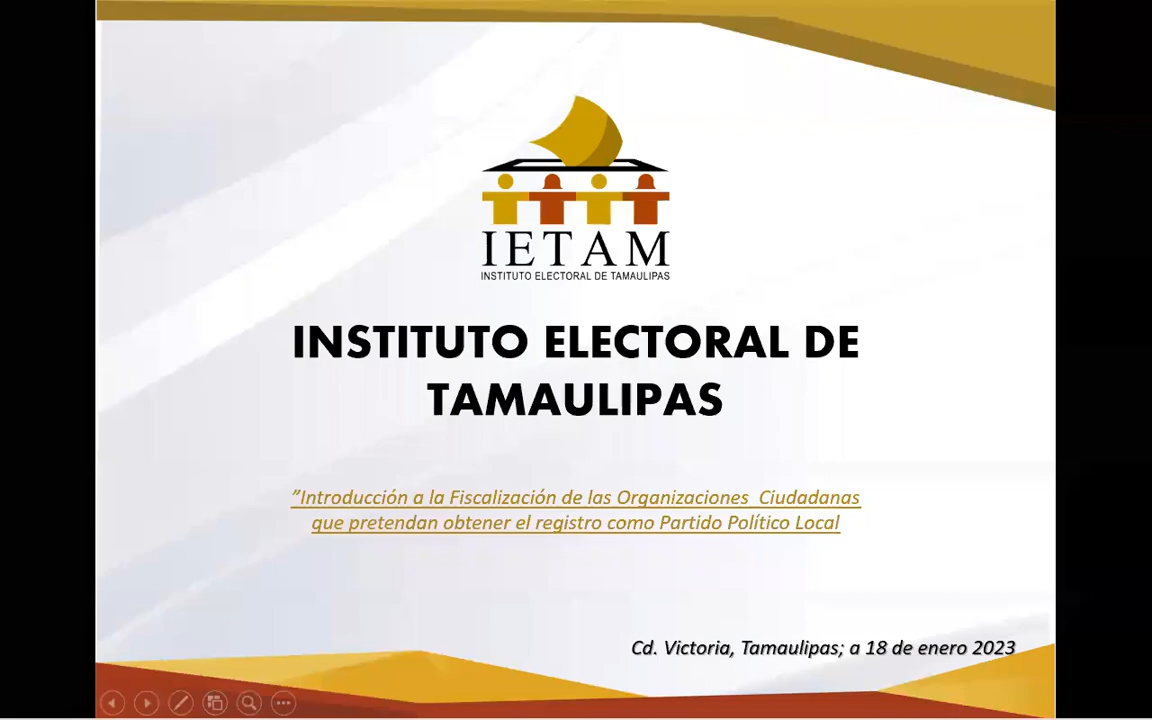 IETAM
INSTITUTO ELECTORAL DE TAMAULIPAS
INSTITUTO ELECTORAL DE
TAMAULIPAS
”Introducción a la Fiscalización de las Organizaciones Ciudadanas
que pretendan obtener el registro como Partido Político Local
Cd. Victoria, Tamaulipas; a 18 de enero 2023